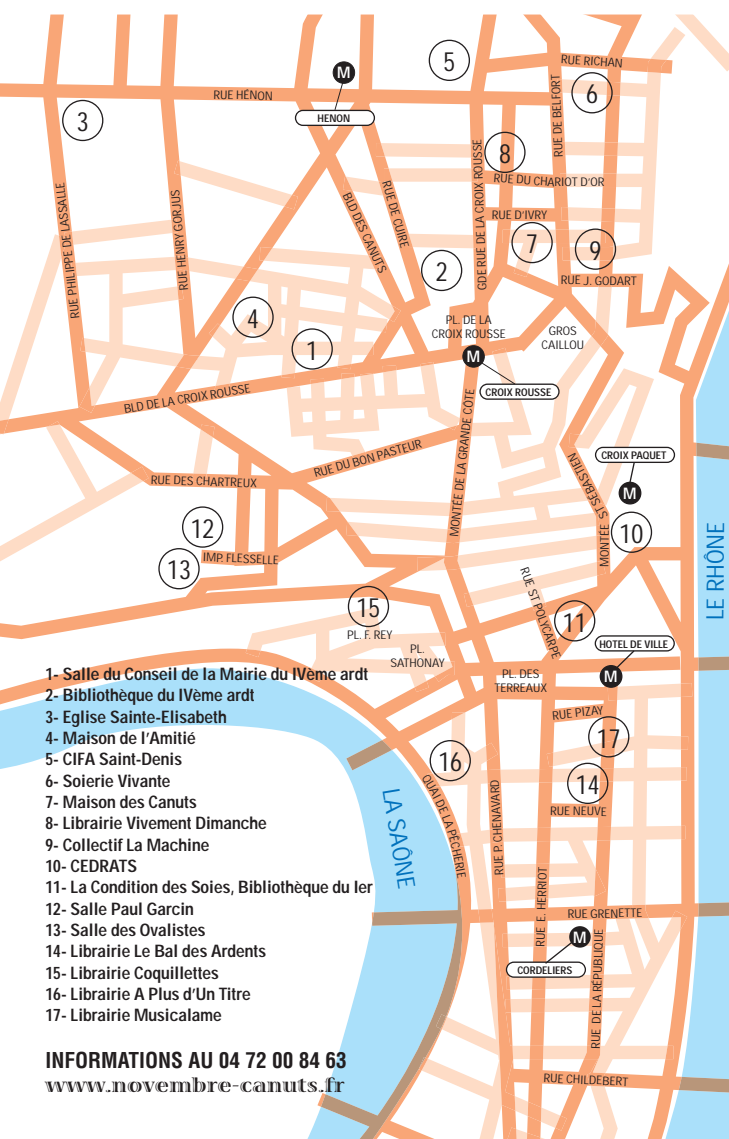 5
RUE RICHAN
M
6
RUE HÉNON
HENON
3
RUE DE BELFORT
8
RUE DU CHARIOT D'OR
GDE RUE DE LA CROIX ROUSSE
RUE DE CUIRE
BLD DES CANUTS
RUE PHILIPPE DE LASSALLE
RUE HENRY GORJUS
RUE D'IVRY
7
9
2
RUE J. GODART
4
PL. DE LA
CROIX ROUSSE
GROS
CAILLOU
1
M
CROIX ROUSSE
BLD DE LA CROIX ROUSSE
MONTÉE DE LA GRANDE CÔTE
RUE DU BON PASTEUR
CROIX PAQUET
M
RUE DES CHARTREUX
MONTÉE ST SEBASTIEN
12
10
IMP. FLESSELLE
13
LE RHÔNE
RUE ST POLYCARPE
15
PL. F. REY
11
PL.
SATHONAY
HOTEL DE VILLE
M
PL. DES
TERREAUX
RUE PIZAY
17
16
QUAI DE LA PÊCHERIE
14
RUE NEUVE
LA SAÔNE
RUE P. CHENAVARD
RUE E. HERRIOT
RUE GRENETTE
M
CORDELIERS
RUE DE LA RÉPUBLIQUE
RUE CHILDEBERT
1- Salle du Conseil de la Mairie du IVème ardt
2- Bibliothèque du IVème ardt
3- Eglise Sainte-Elisabeth
4- Maison de l'Amitié
5- CIFA Saint-Denis
6- Soierie Vivante
7- Maison des Canuts
8- Librairie Vivement Dimanche
9- Collectif La Machine
10- CEDRATS
11- La Condition des Soies, Bibliothèque du Ier
12- Salle Paul Garcin
13- Salle des Ovalistes
14- Librairie Le Bal des Ardents
15- Librairie Coquillettes
16- Librairie A Plus d'Un Titre
17- Librairie Musicalame
INFORMATIONS AU 04 72 00 84 63
www.novembre-canuts.fr